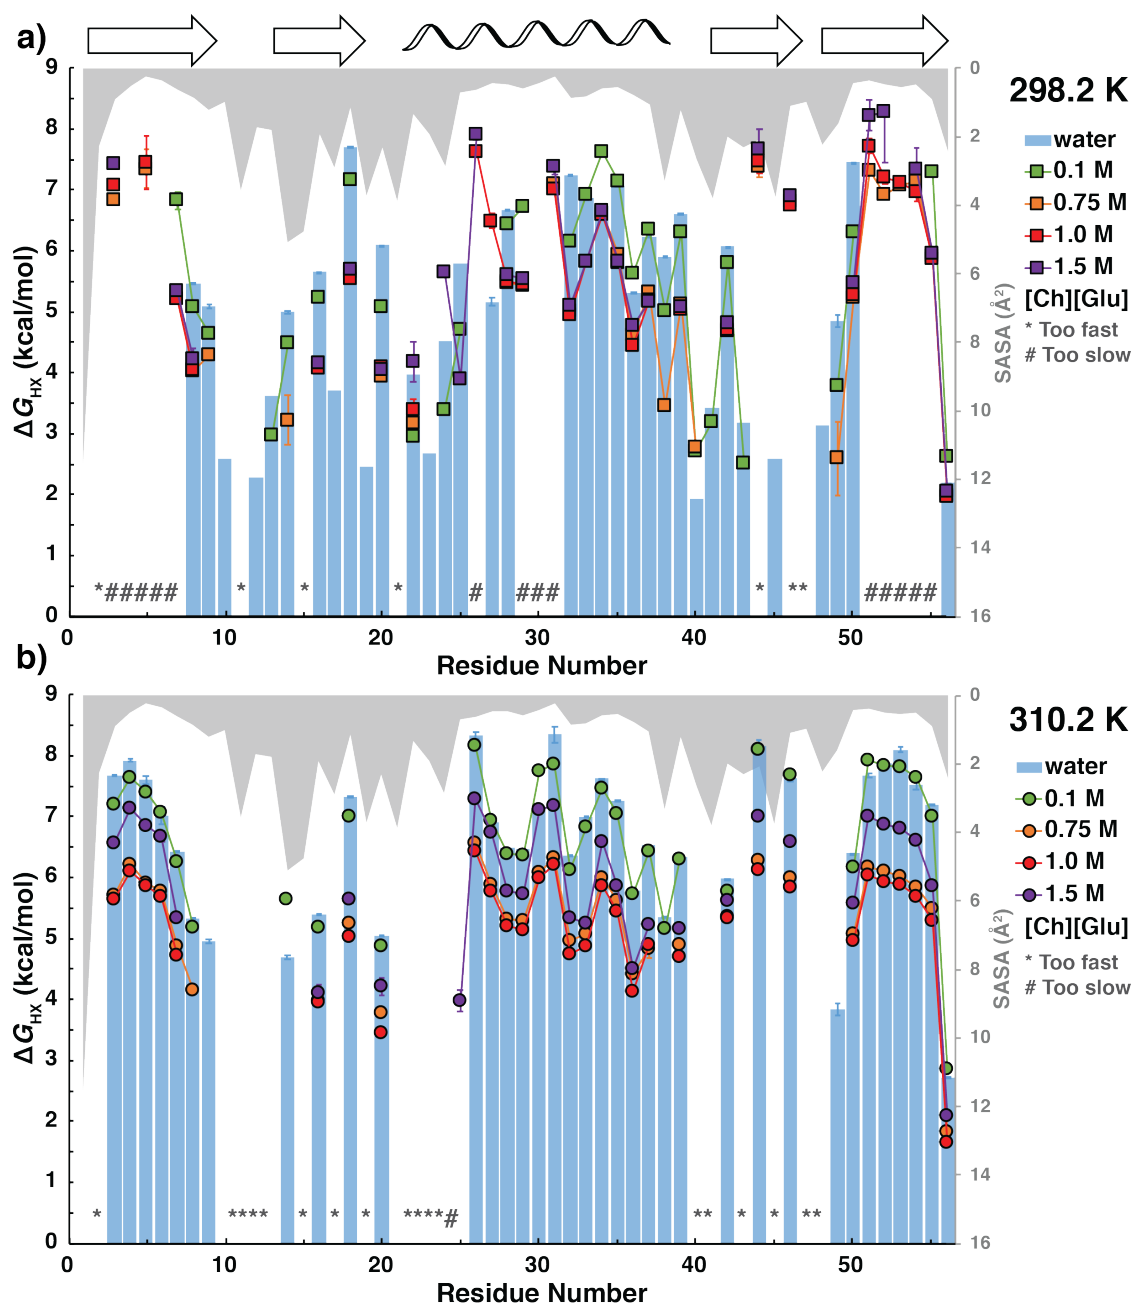 a)
9
8
7
6
5
4
3
2
1
0
ΔG_HX (kcal/mol)
*###### * * * # ### * ** #####
0 10 20 30 40 50
Residue Number
0
2
4
6
8
10
12
14
16
SASA (Å²)
298.2 K
water
0.1 M
0.75 M
1.0 M
1.5 M
[Ch][Glu]
* Too fast
# Too slow
b)
9
8
7
6
5
4
3
2
1
0
ΔG_HX (kcal/mol)
* **** * * * ****# ** * * **
0 10 20 30 40 50
Residue Number
0
2
4
6
8
10
12
14
16
SASA (Å²)
310.2 K
water
0.1 M
0.75 M
1.0 M
1.5 M
[Ch][Glu]
* Too fast
# Too slow